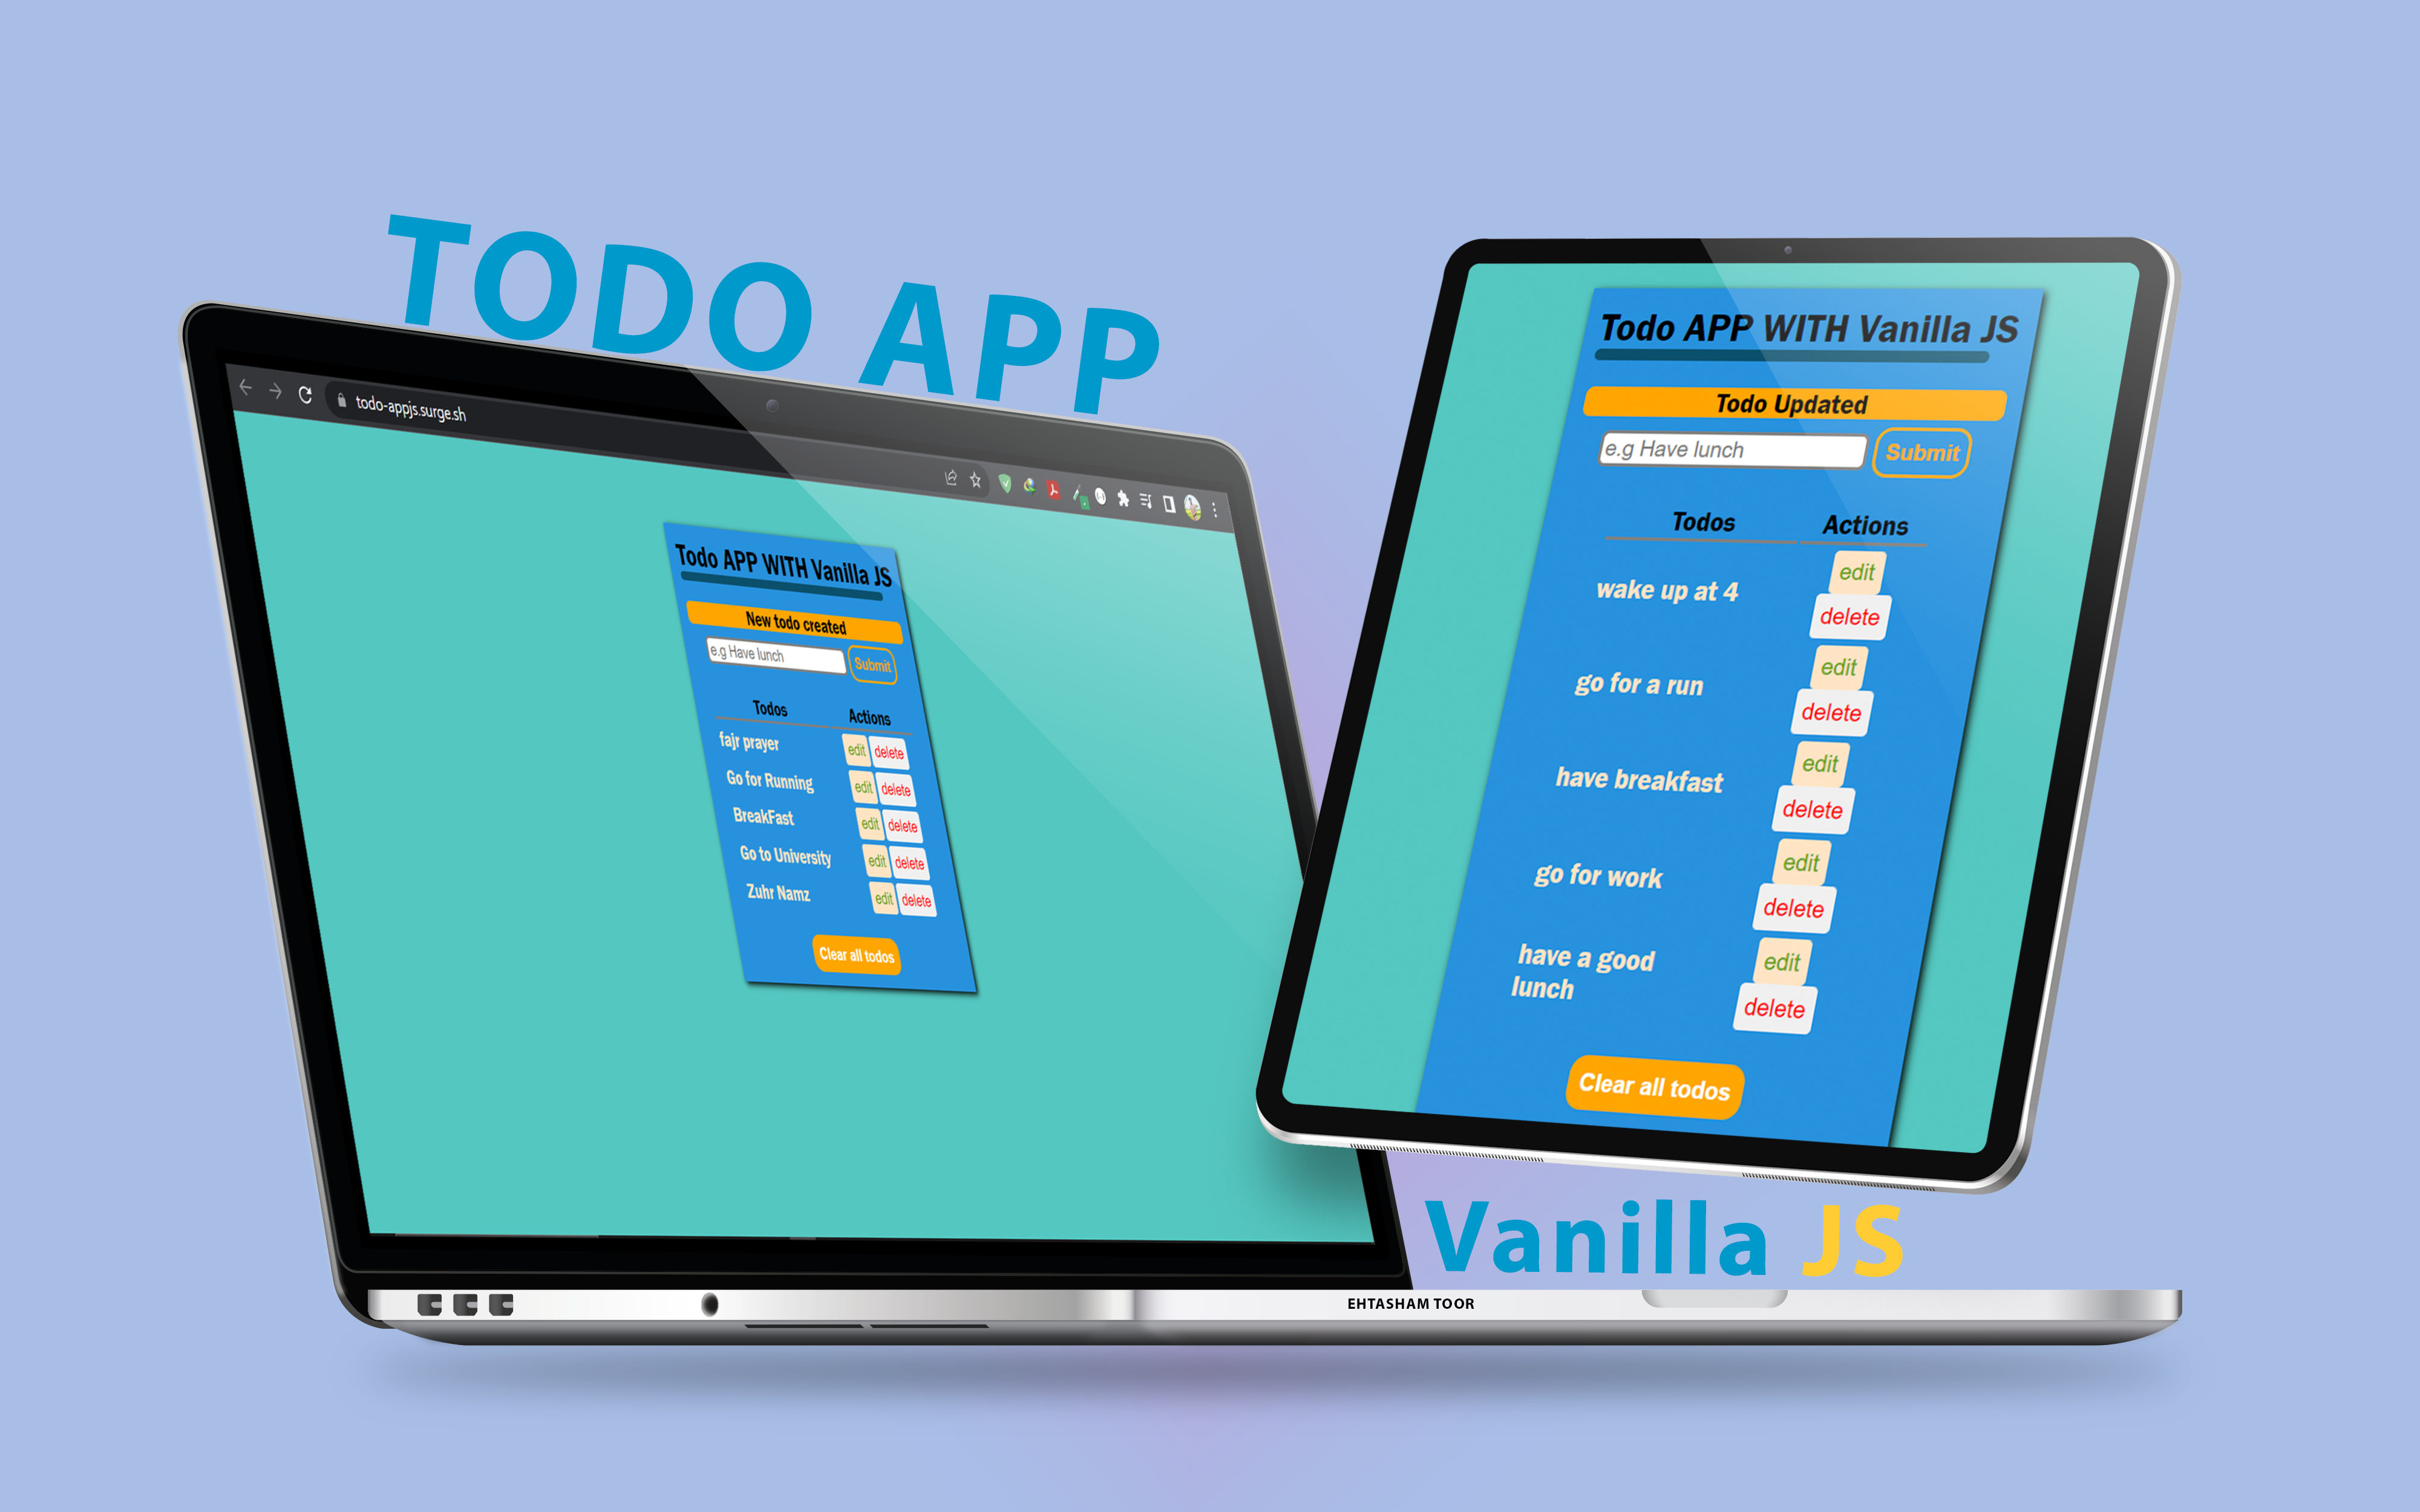 TODO APP
todo-appjs.surge.sh
Todo APP WITH Vanilla JS
New todo created
e.g Have lunch
Submit
Todos Actions
fajr prayer edit delete
Go for Running edit delete
BreakFast edit delete
Go to University edit delete
Zuhr Namz edit delete
Clear all todos
Todo APP WITH Vanilla JS
Todo Updated
e.g Have lunch
Submit
Todos Actions
wake up at 4
edit
delete
go for a run
edit
delete
have breakfast
edit
delete
go for work
edit
delete
have a good
lunch
edit
delete
Clear all todos
Vanilla JS
EHTASHAM TOOR